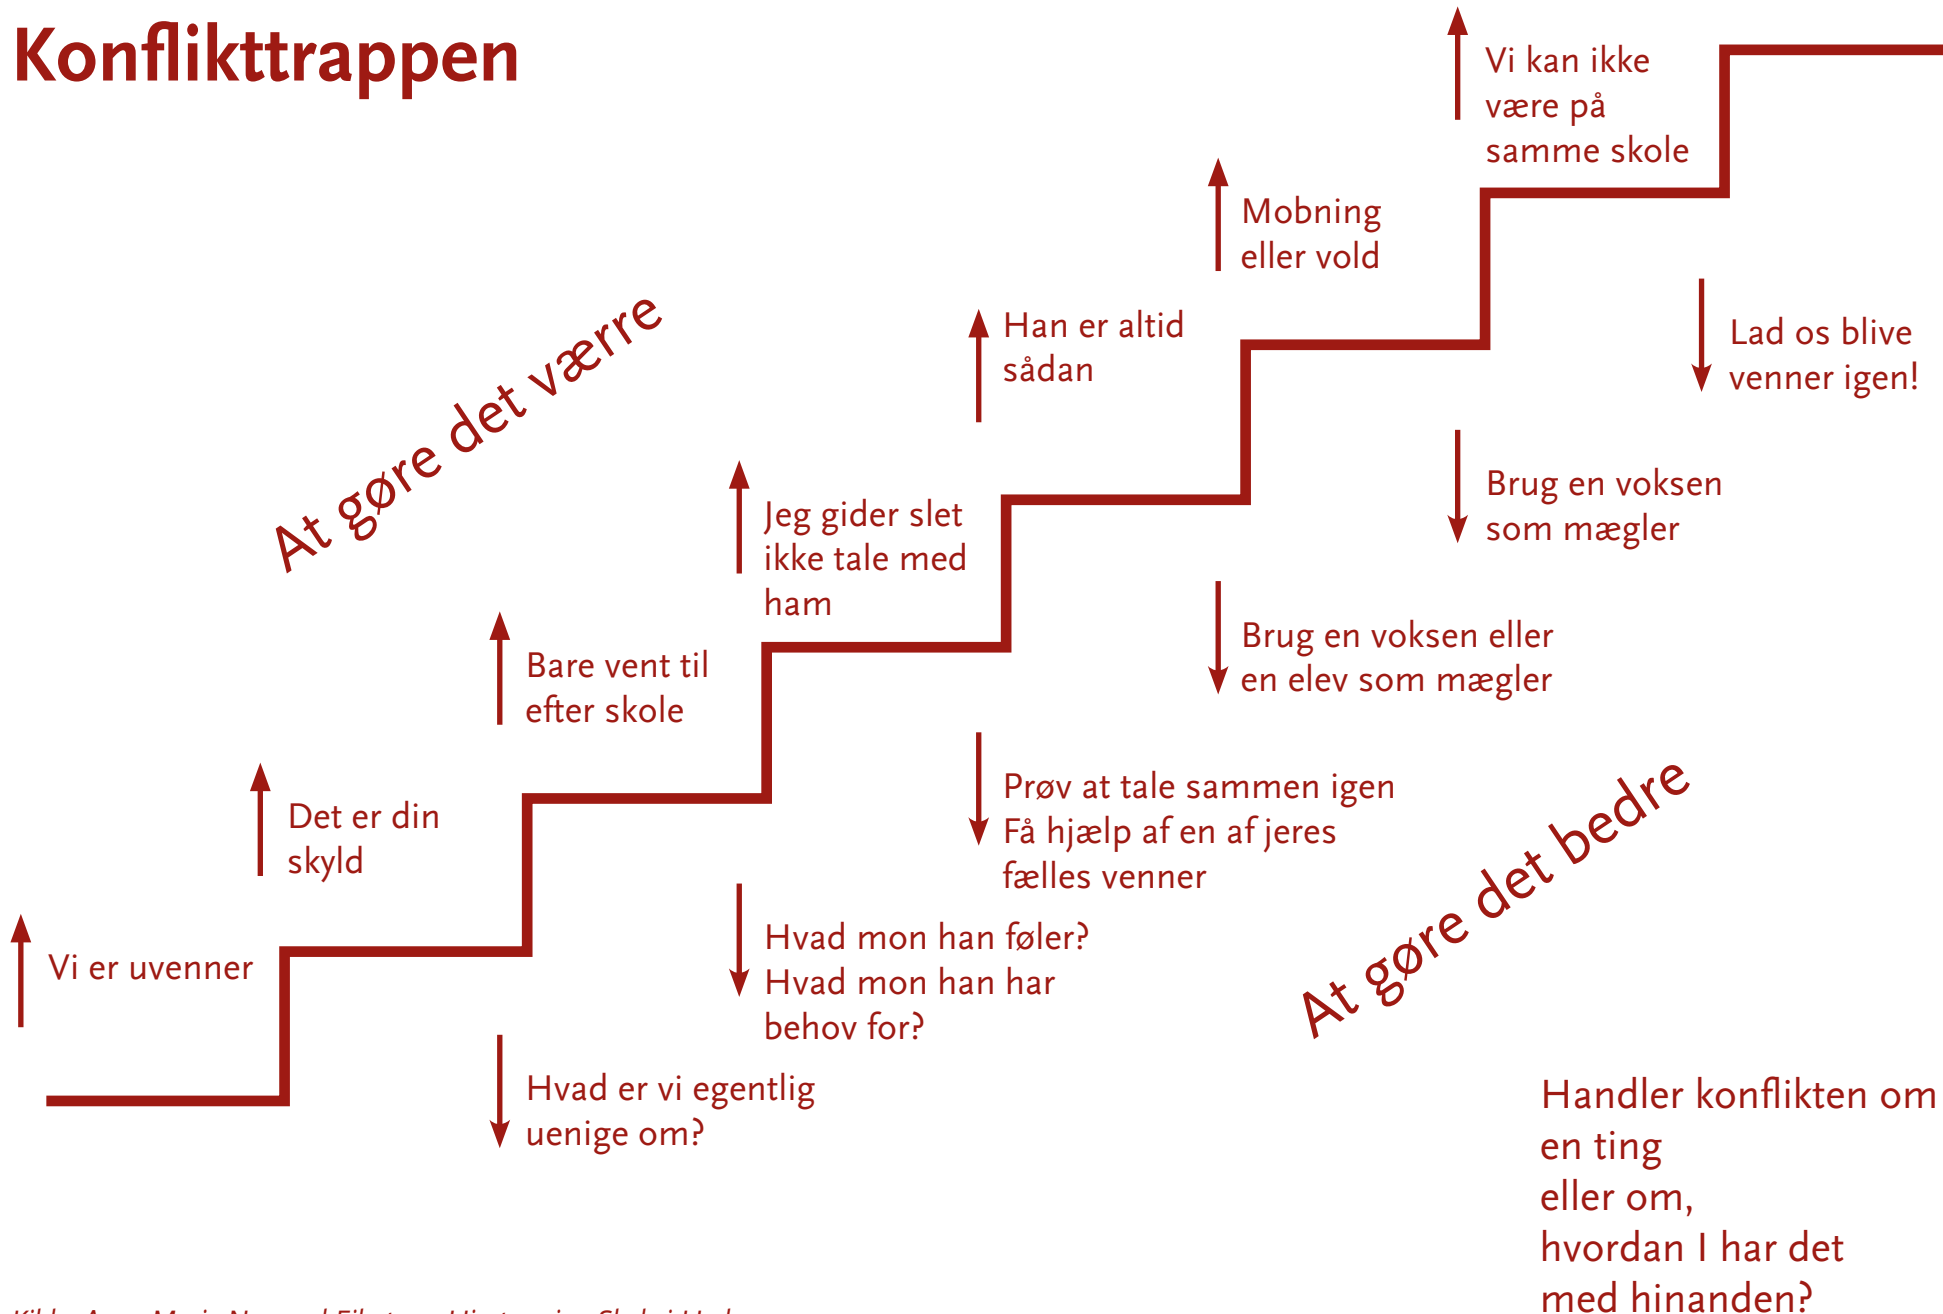 Konflikttrappen
Vi kan ikke
være på
samme skole
Mobning
eller vold
Han er altid
sådan
Jeg gider slet
ikke tale med
ham
Bare vent til
efter skole
Det er din
skyld
Vi er uvenner
At gøre det værre
Lad os blive
venner igen!
Brug en voksen
som mægler
Brug en voksen eller
en elev som mægler
Prøv at tale sammen igen
Få hjælp af en af jeres
fælles venner
Hvad mon han føler?
Hvad mon han har
behov for?
Hvad er vi egentlig
uenige om?
At gøre det bedre
Handler konflikten om
en ting
eller om,
hvordan I har det
med hinanden?